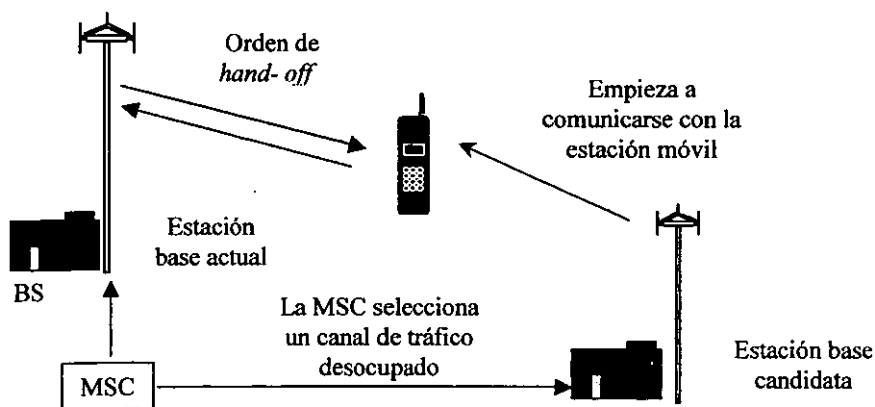 Orden de
hand- off
Empieza a
comunicarse con la
estación móvil
Estación
base actual
BS
La MSC selecciona
un canal de tráfico
desocupado
MSC
Estación base
candidata